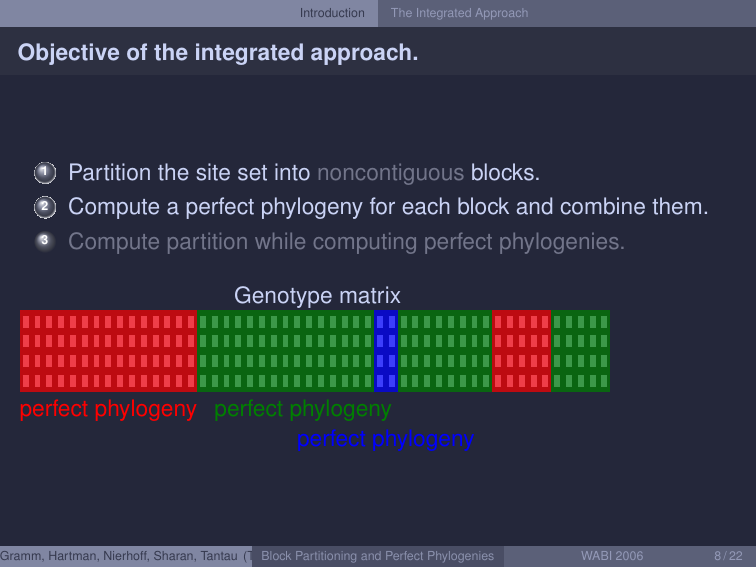 Introduction The Integrated Approach
Objective of the integrated approach.
1 Partition the site set into noncontiguous blocks.
2 Compute a perfect phylogeny for each block and combine them.
3 Compute partition while computing perfect phylogenies.
Genotype matrix
perfect phylogeny perfect phylogeny
perfect phylogeny
Gramm, Hartman, Nierhoff, Sharan, Tantau (T Block Partitioning and Perfect Phylogenies WABI 2006 8 / 22